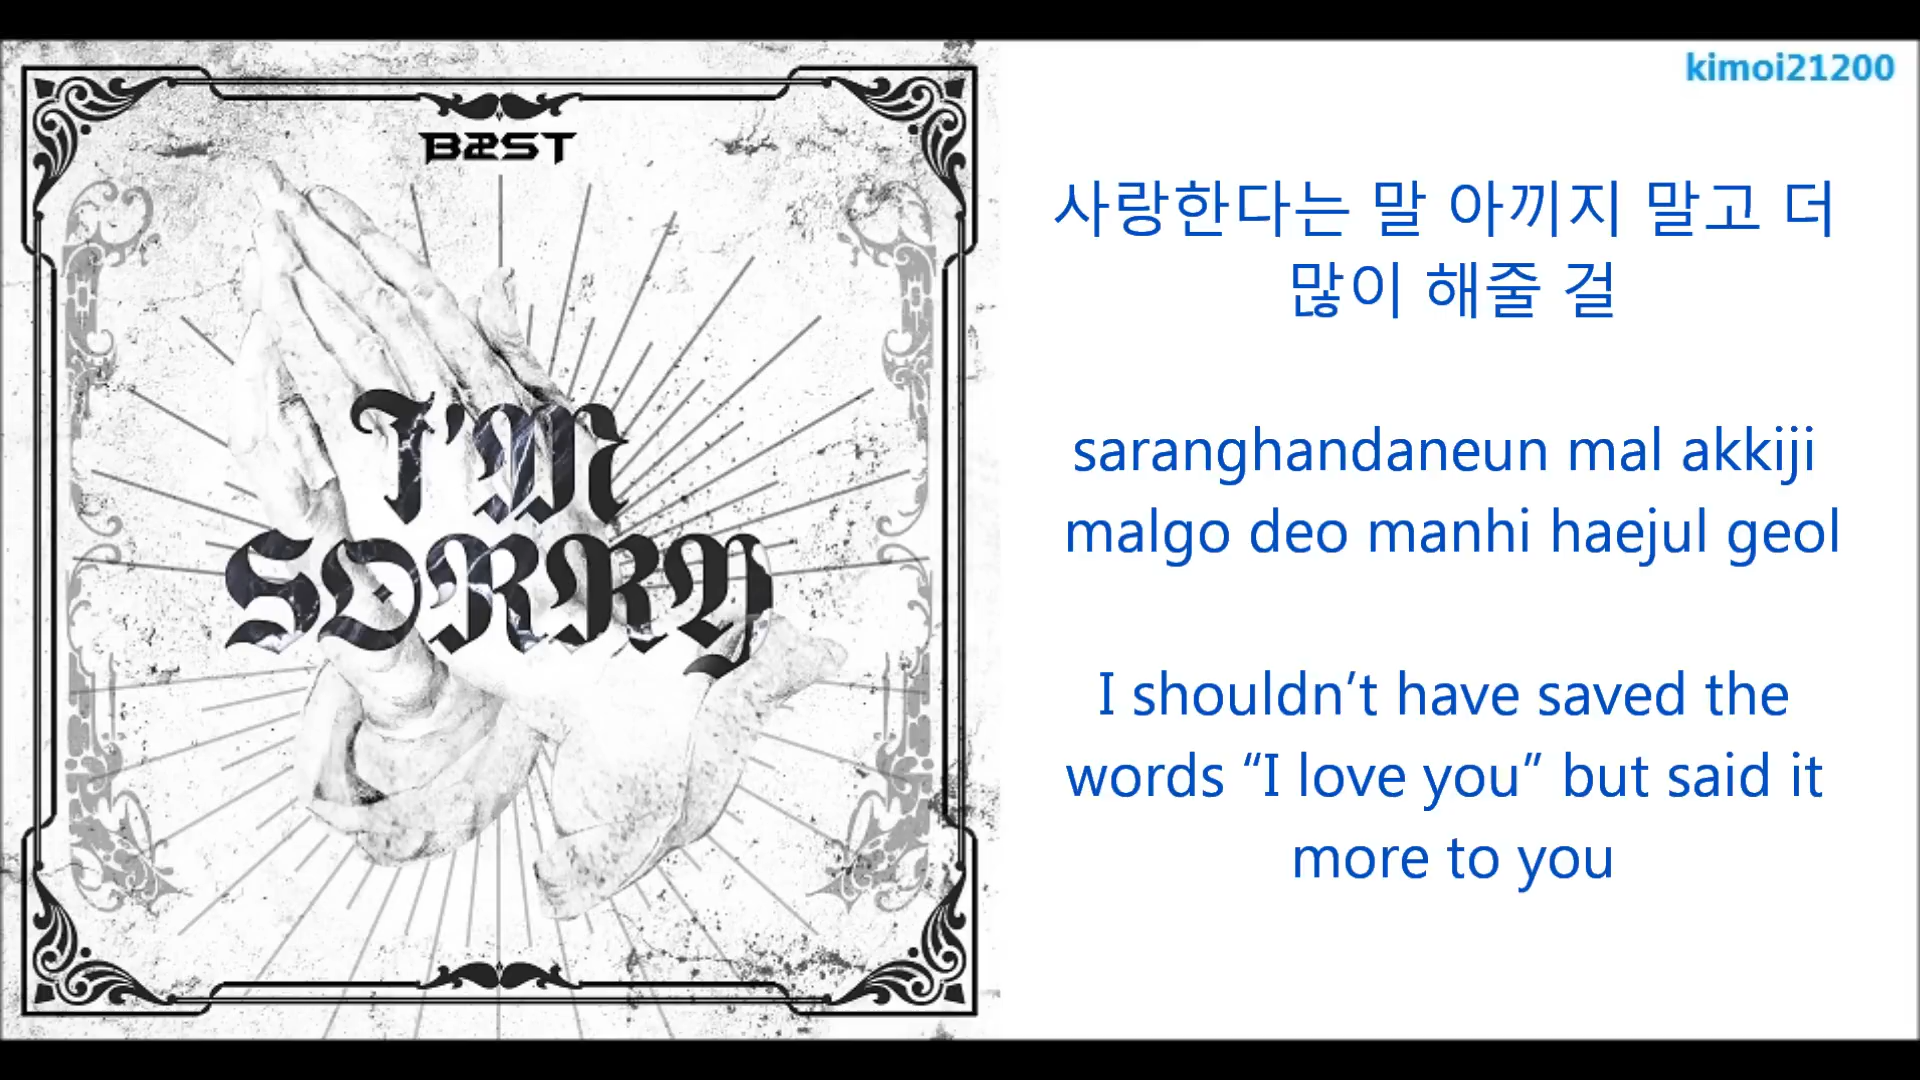 kimoi21200
B2ST
I'M
SORRY
사랑한다는 말 아끼지 말고 더
많이 해줄 걸
saranghandaneun mal akkiji
malgo deo manhi haejul geol
I shouldn’t have saved the
words “I love you” but said it
more to you